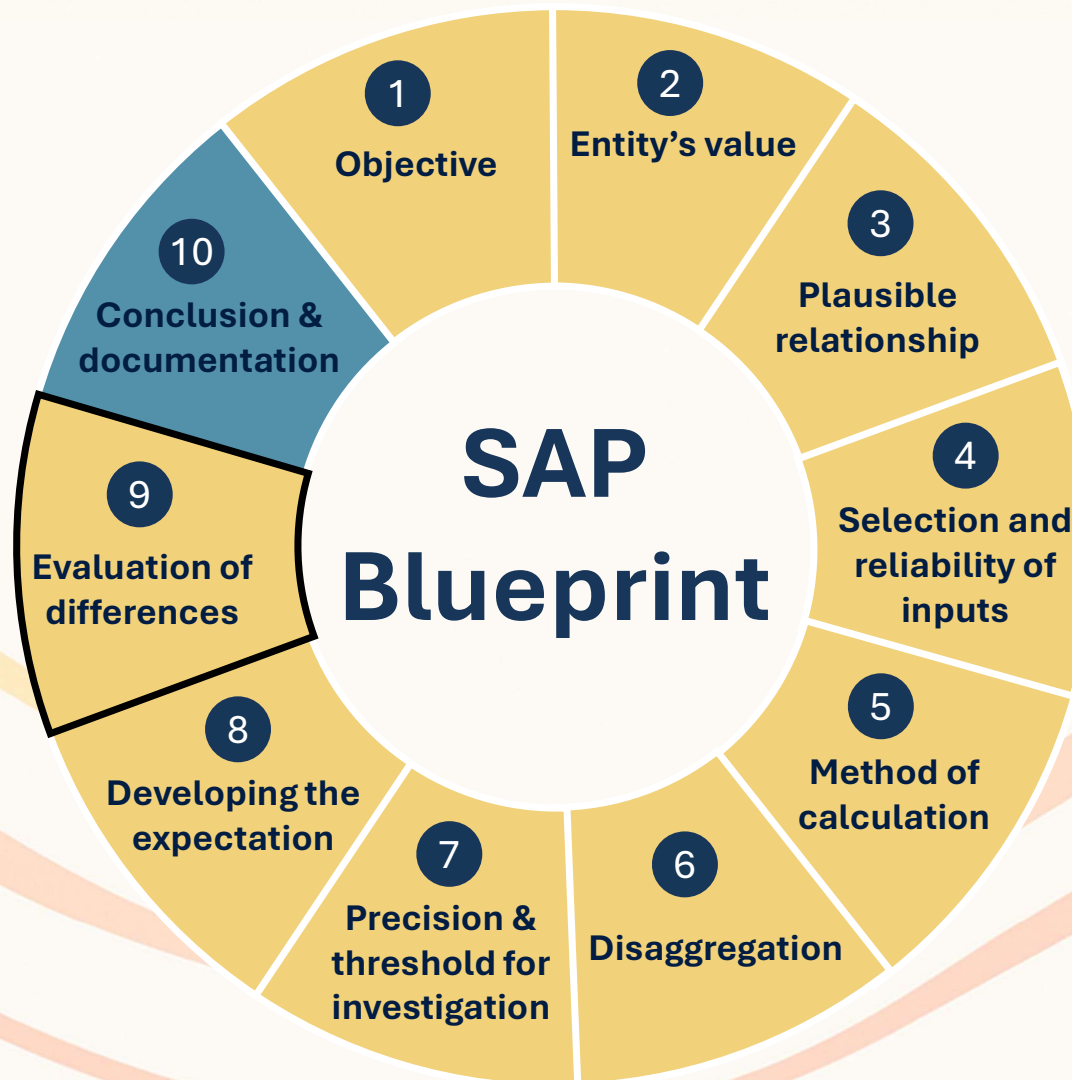 SAP
Blueprint
1
Objective
2
Entity’s value
3
Plausible
relationship
4
Selection and
reliability of
inputs
5
Method of
calculation
6
Disaggregation
7
Precision &
threshold for
investigation
8
Developing the
expectation
9
Evaluation of
differences
10
Conclusion &
documentation